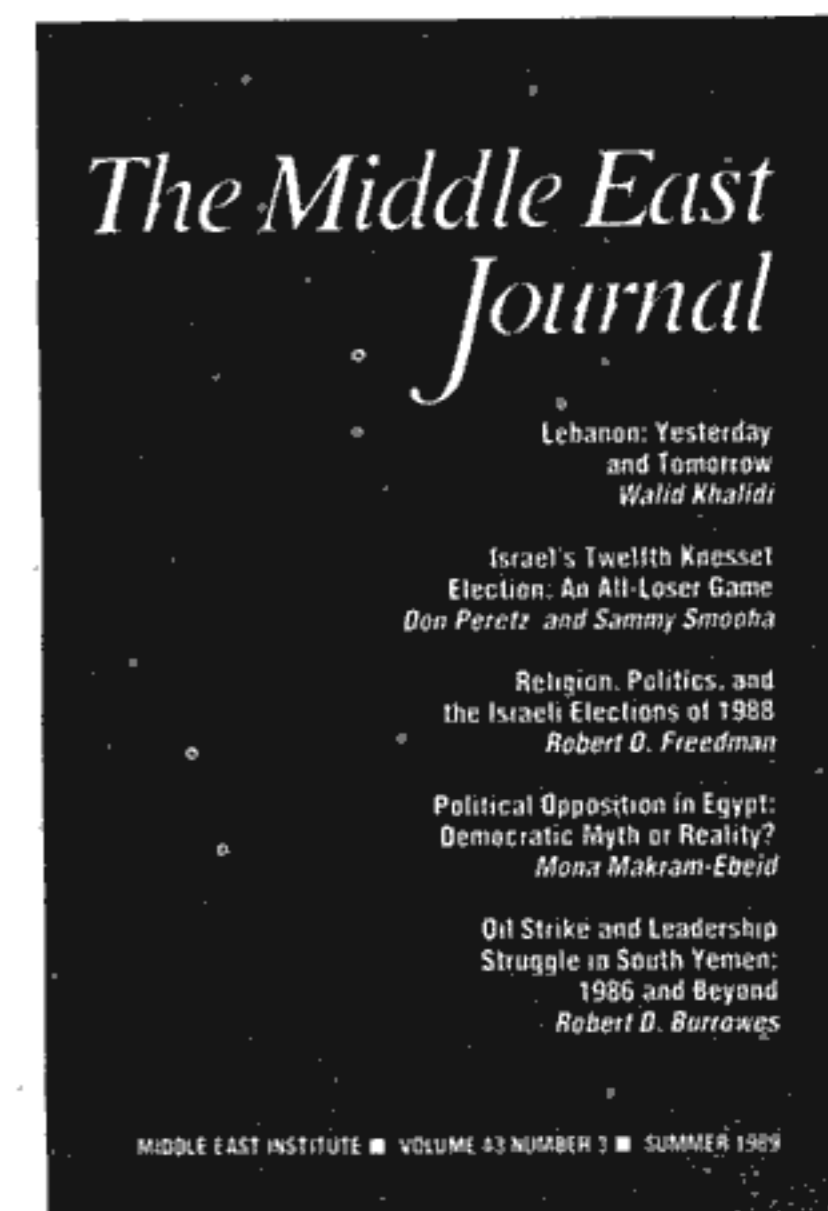 The Middle East
Journal
Lebanon: Yesterday
and Tomorrow
Walid Khalidi
Israel's Twelfth Knesset
Election: An All-Loser Game
Don Peretz and Sammy Smooha
Religion, Politics, and
the Israeli Elections of 1988
Robert O. Freedman
Political Opposition in Egypt:
Democratic Myth or Reality?
Mona Makram-Ebeid
Oil Strike and Leadership
Struggle in South Yemen:
1986 and Beyond
Robert D. Burrowes
MIDDLE EAST INSTITUTE ■ VOLUME 43 NUMBER 3 ■ SUMMER 1989